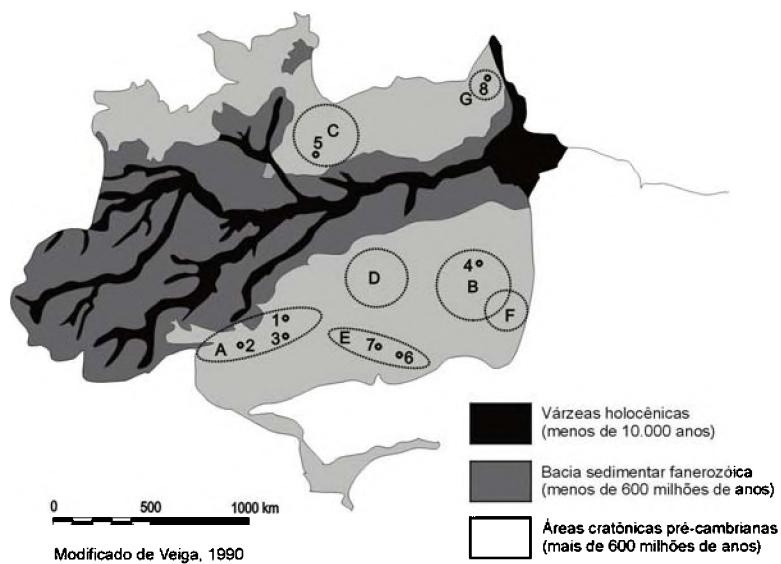 8
G
C
5
4
D
B
F
1
A
2
3
E
7
6
Várzeas holocênicas
(menos de 10.000 anos)
Bacia sedimentar fanerozóica
(menos de 600 milhões de anos)
Áreas cratônicas pré-cambrianas
(mais de 600 milhões de anos)
0 500 1000 km
Modificado de Veiga, 1990